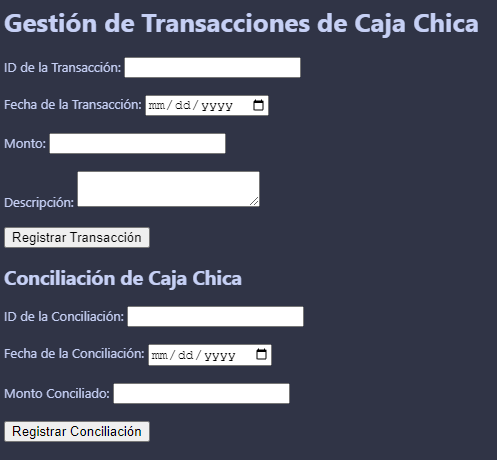 Gestión de Transacciones de Caja Chica
ID de la Transacción:
Fecha de la Transacción: mm/dd/yyyy
Monto:
Descripción:
Registrar Transacción
Conciliación de Caja Chica
ID de la Conciliación:
Fecha de la Conciliación: mm/dd/yyyy
Monto Conciliado:
Registrar Conciliación